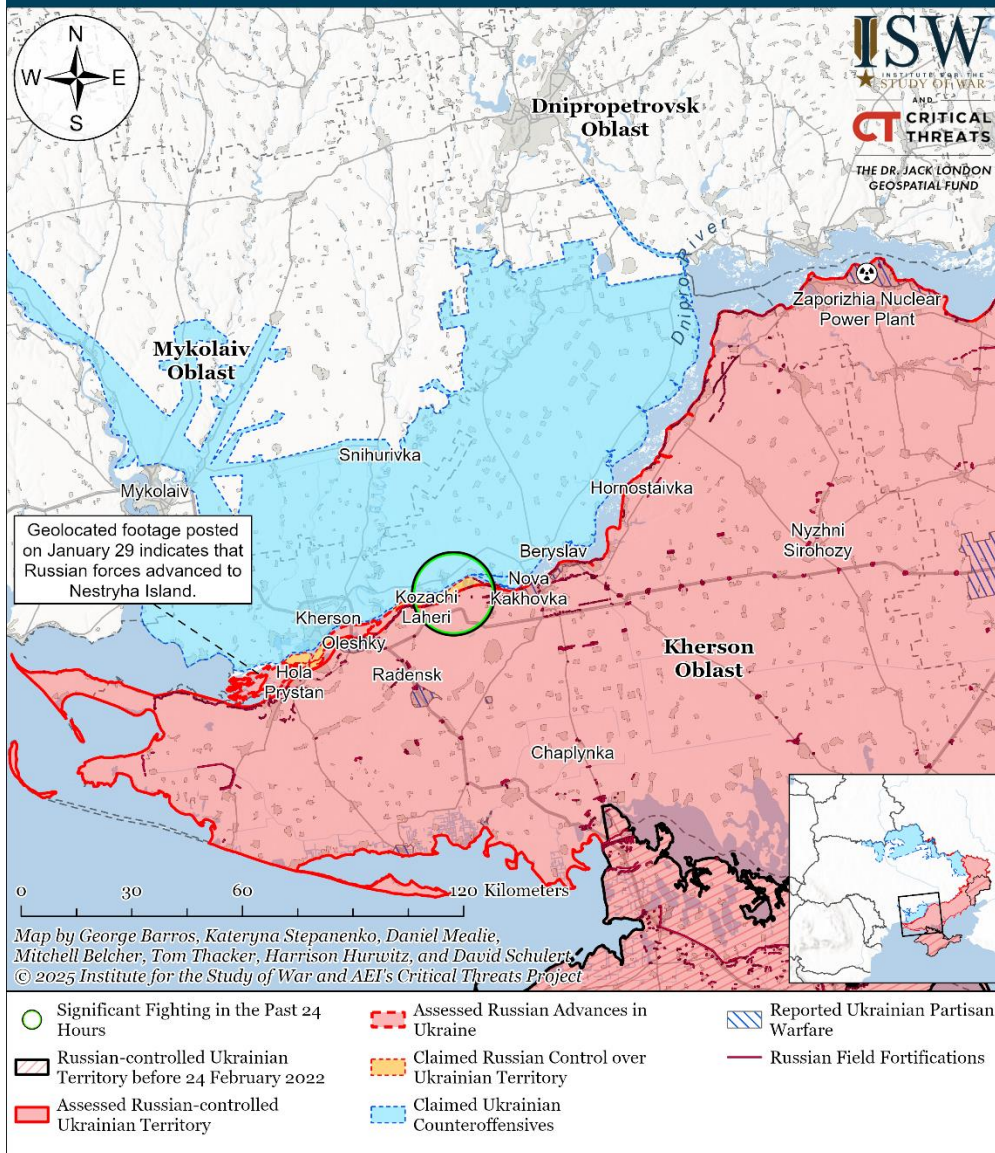 N
W E
S
ISW
INSTITUTE FOR THE
STUDY OF WAR
AND
CT CRITICAL
THREATS
THE DR. JACK LONDON
GEOSPATIAL FUND
Dnipropetrovsk
Oblast
Dnipro River
Dnipro
Zaporizhia Nuclear
Power Plant
Mykolaiv
Oblast
Snihurivka
Mykolaiv
Hornostaivka
Geolocated footage posted
on January 29 indicates that
Russian forces advanced to
Nestryha Island.
Nyzhni
Sirohozy
Beryslav
Nova
Kakhovka
Kozachi
Laheri
Kherson
Oleshky
Hola
Prystan
Radensk
Kherson
Oblast
Chaplynka
0 30 60 120 Kilometers
Map by George Barros, Kateryna Stepanenko, Daniel Mealie,
Mitchell Belcher, Tom Thacker, Harrison Hurwitz, and David Schulert
© 2025 Institute for the Study of War and AEI's Critical Threats Project
Significant Fighting in the Past 24
Hours
Russian-controlled Ukrainian
Territory before 24 February 2022
Assessed Russian-controlled
Ukrainian Territory
Assessed Russian Advances in
Ukraine
Claimed Russian Control over
Ukrainian Territory
Claimed Ukrainian
Counteroffensives
Reported Ukrainian Partisan
Warfare
Russian Field Fortifications